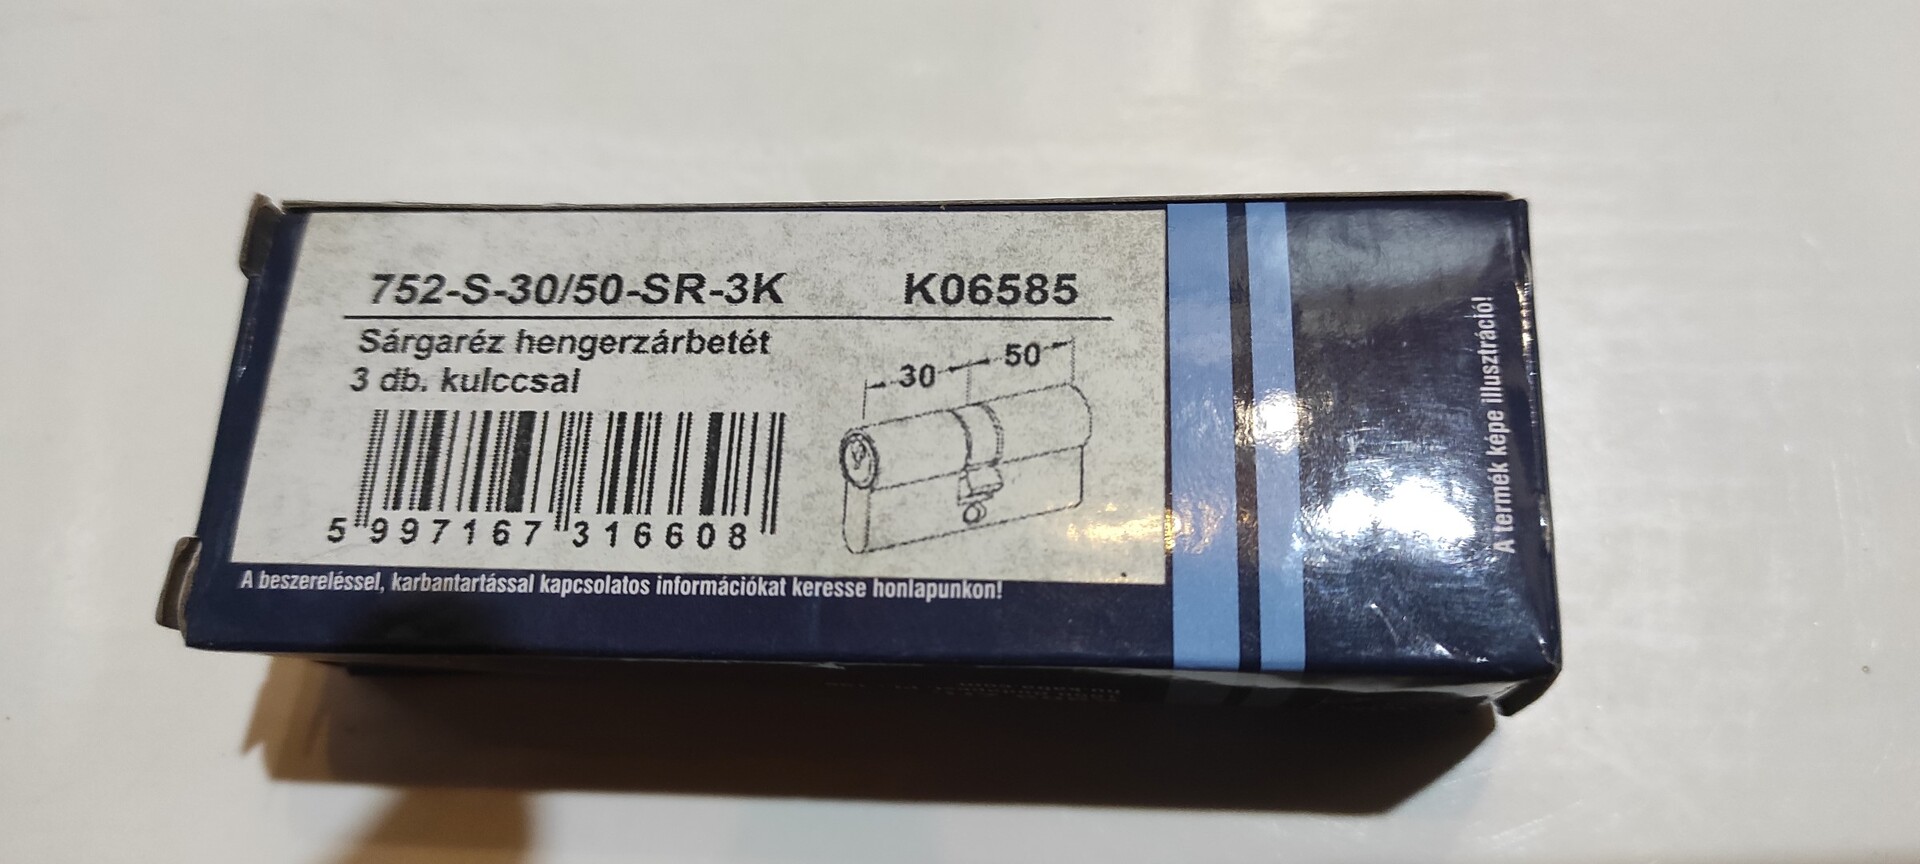 752-S-30/50-SR-3K K06585
Sárgaréz hengerzárbetét
3 db. kulccsal
30 50
5 997167 316608
A beszereléssel, karbantartással kapcsolatos információkat keresse honlapunkon!
A termék képe illusztráció!